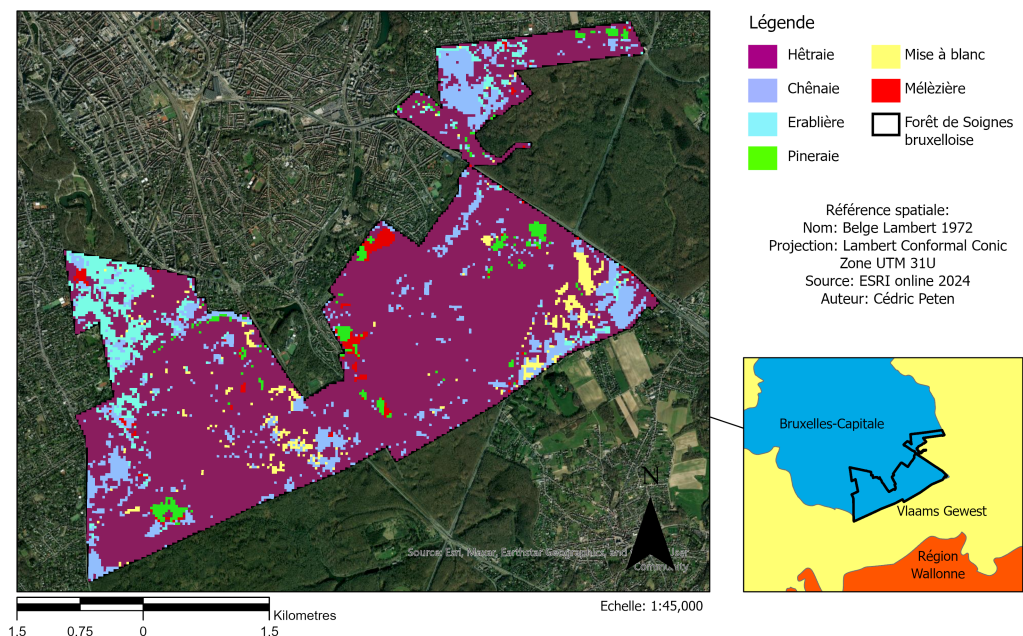 Légende
Hêtraie
Chênaie
Erablière
Pineraie
Mise à blanc
Mélèzière
Forêt de Soignes
bruxelloise
Référence spatiale:
Nom: Belge Lambert 1972
Projection: Lambert Conformal Conic
Zone UTM 31U
Source: ESRI online 2024
Auteur: Cédric Peten
Bruxelles-Capitale
Vlaams Gewest
Région
Wallonne
N
Source: Esri, Maxar, Earthstar Geographics, and User
Community
Echelle: 1:45,000
Kilometres
1.5 0.75 0 1.5